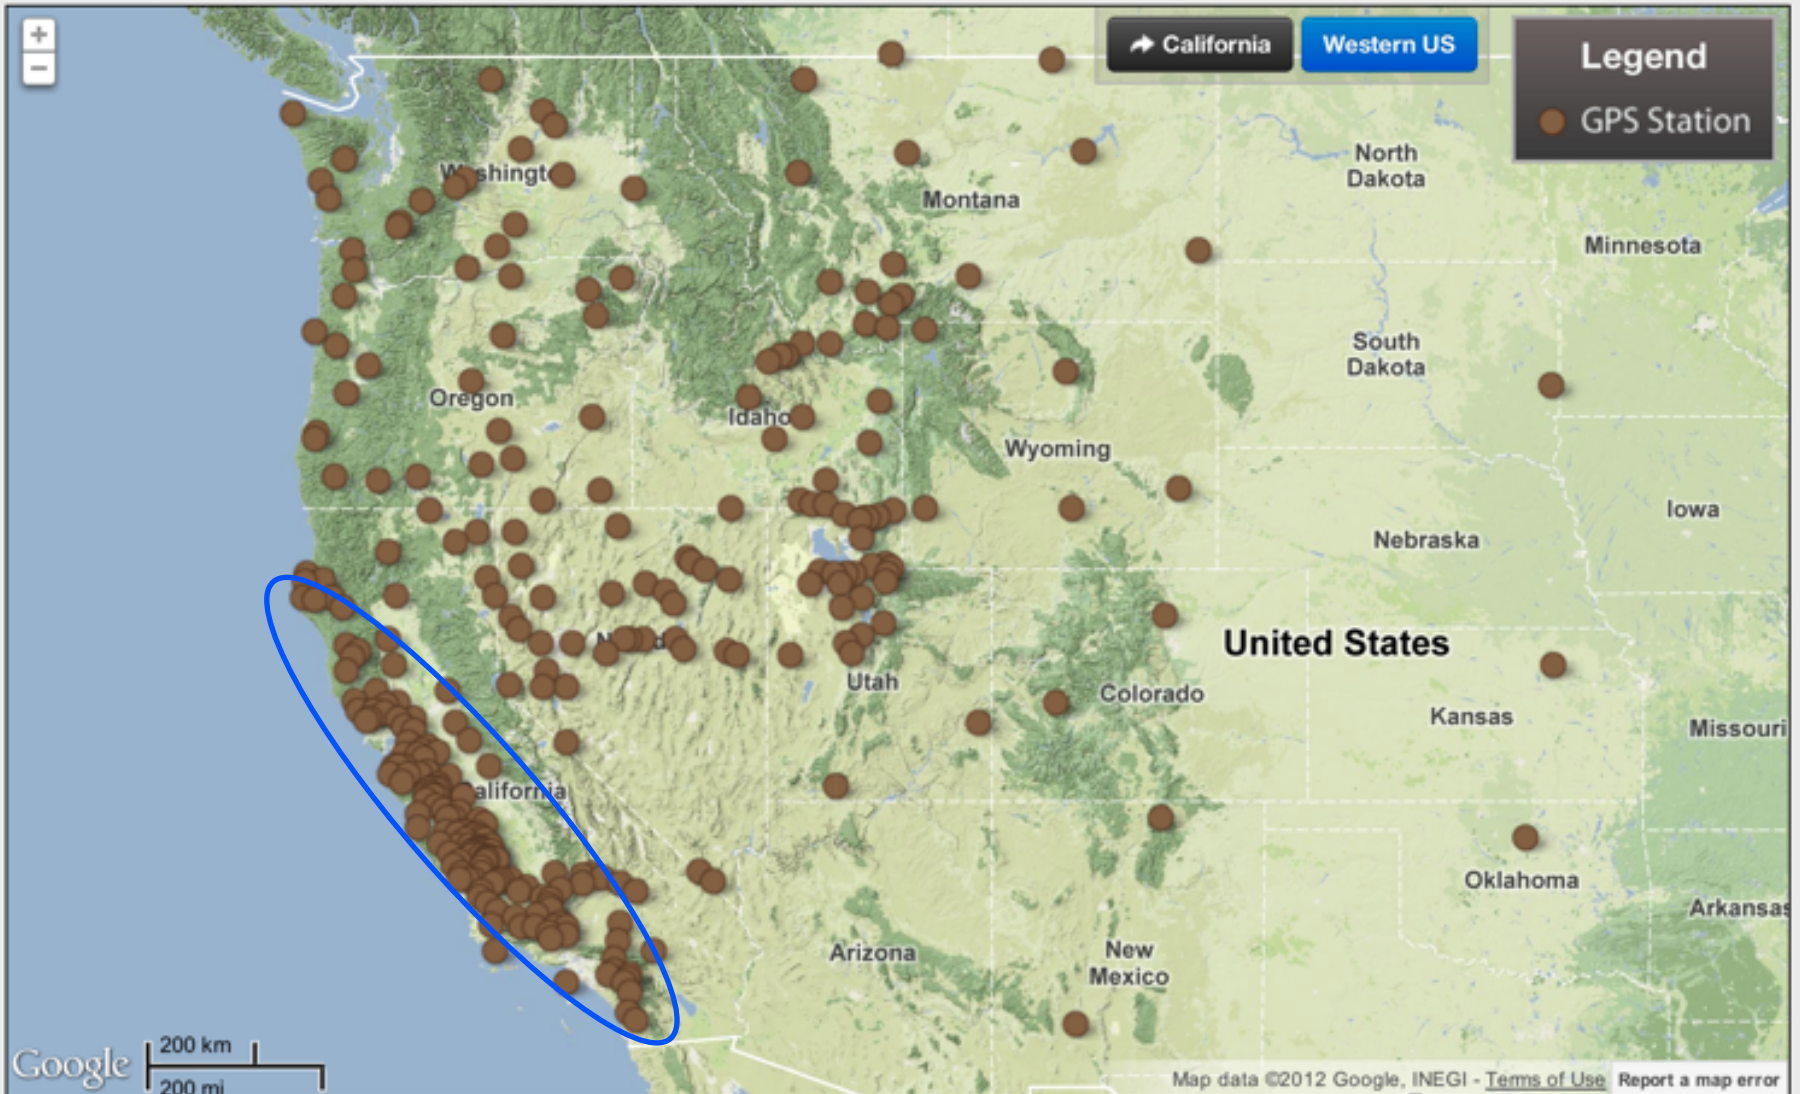 +
−
California
Western US
Legend
GPS Station
North
Dakota
Montana
Minnesota
South
Dakota
Oregon
Idaho
Wyoming
Iowa
Nebraska
United States
Utah
Colorado
Kansas
Missouri
Oklahoma
Arkansas
Arizona
New
Mexico
200 km
Google
200 mi
Map data ©2012 Google, INEGI - Terms of Use
Report a map error